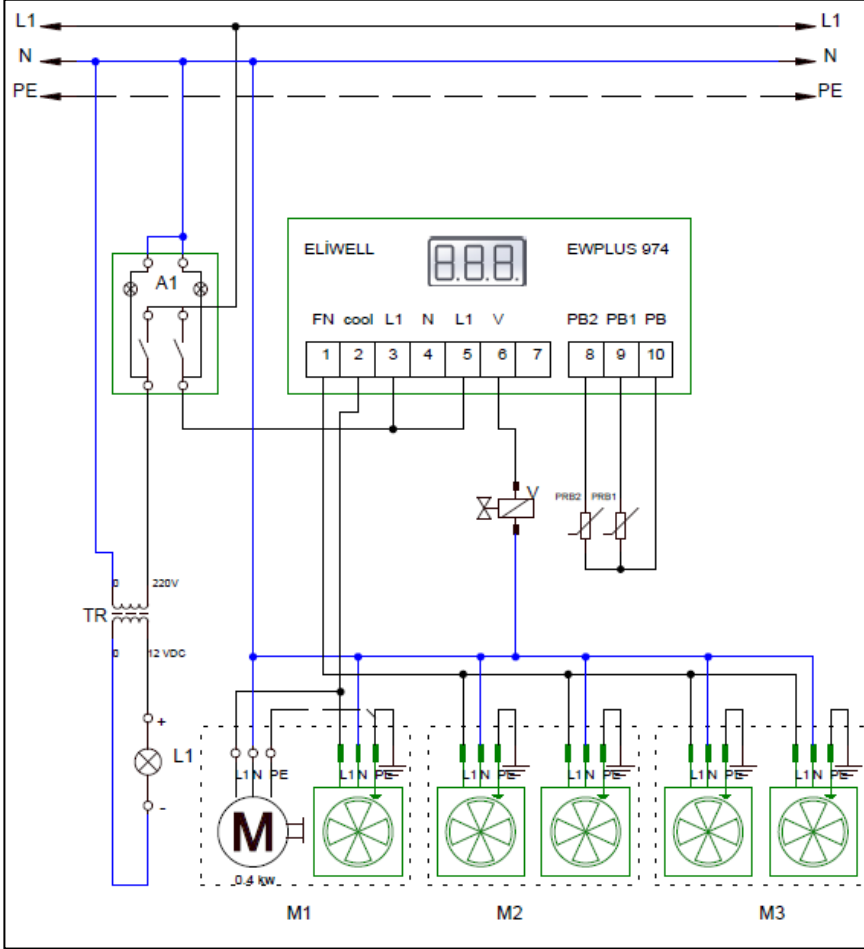 L1 L1
N N
PE PE
ELİWELL EWPLUS 974
A1
FN cool L1 N L1 V PB2 PB1 PB
1 2 3 4 5 6 7 8 9 10
V
PRB2 PRB1
0 220V
TR
0 12 VDC
+
L1
-
L1 N PE L1 N PE L1 N PE L1 N PE L1 N PE L1 N PE
M
0.4 kw
M1 M2 M3